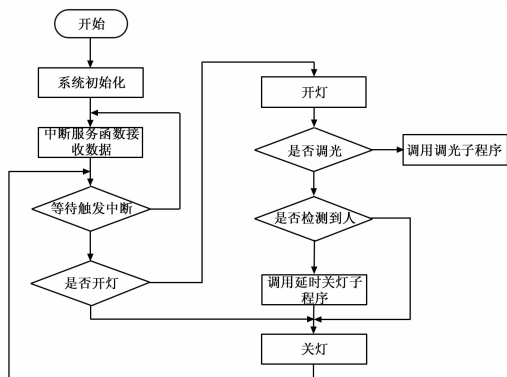 开始
系统初始化
中断服务函数接
收数据
等待触发中断
是否开灯
开灯
是否调光
调用调光子程序
是否检测到人
调用延时关灯子
程序
关灯